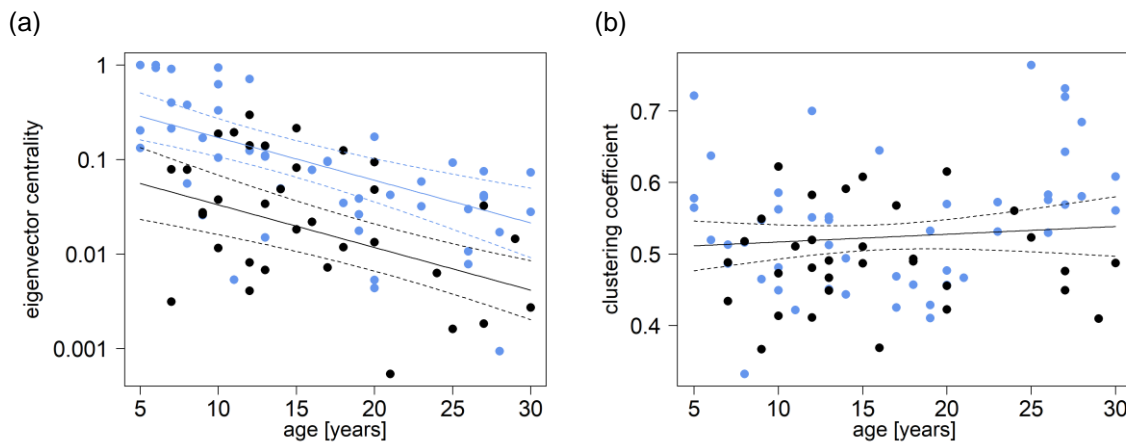 (a)
(b)
eigenvector centrality
1
0.1
0.01
0.001
5 10 15 20 25 30
age [years]
clustering coefficient
0.7
0.6
0.5
0.4
5 10 15 20 25 30
age [years]